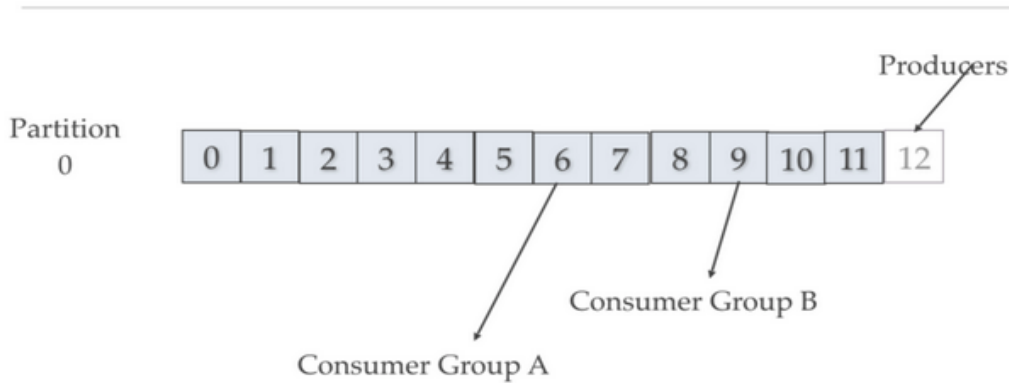 Producers
Partition
0
0 1 2 3 4 5 6 7 8 9 10 11 12
Consumer Group B
Consumer Group A